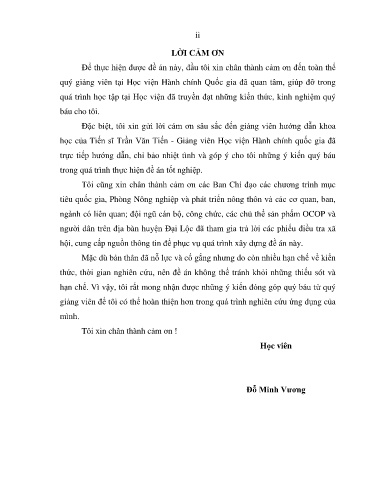 ii
LỜI CẢM ƠN
Để thực hiện được đề án này, đầu tôi xin chân thành cảm ơn đến toàn thể
quý giảng viên tại Học viện Hành chính Quốc gia đã quan tâm, giúp đỡ trong
quá trình học tập tại Học viện đã truyền đạt những kiến thức, kinh nghiệm quý
báu cho tôi.
Đặc biệt, tôi xin gửi lời cảm ơn sâu sắc đến giảng viên hướng dẫn khoa
học của Tiến sĩ Trần Văn Tiến - Giảng viên Học viện Hành chính quốc gia đã
trực tiếp hướng dẫn, chỉ bảo nhiệt tình và góp ý cho tôi những ý kiến quý báu
trong quá trình thực hiện đề án tốt nghiệp.
Tôi cũng xin chân thành cảm ơn các Ban Chỉ đạo các chương trình mục
tiêu quốc gia, Phòng Nông nghiệp và phát triển nông thôn và các cơ quan, ban,
ngành có liên quan; đội ngũ cán bộ, công chức, các chủ thể sản phẩm OCOP và
người dân trên địa bàn huyện Đại Lộc đã tham gia trả lời các phiếu điều tra xã
hội, cung cấp nguồn thông tin để phục vụ quá trình xây dựng đề án này.
Mặc dù bản thân đã nỗ lực và cố gắng nhưng do còn nhiều hạn chế về kiến
thức, thời gian nghiên cứu, nên đề án không thể tránh khỏi những thiếu sót và
hạn chế. Vì vậy, tôi rất mong nhận được những ý kiến đóng góp quý báu từ quý
giảng viên để tôi có thể hoàn thiện hơn trong quá trình nghiên cứu ứng dụng của
mình.
Tôi xin chân thành cảm ơn !
Học viên
Đỗ Minh Vương